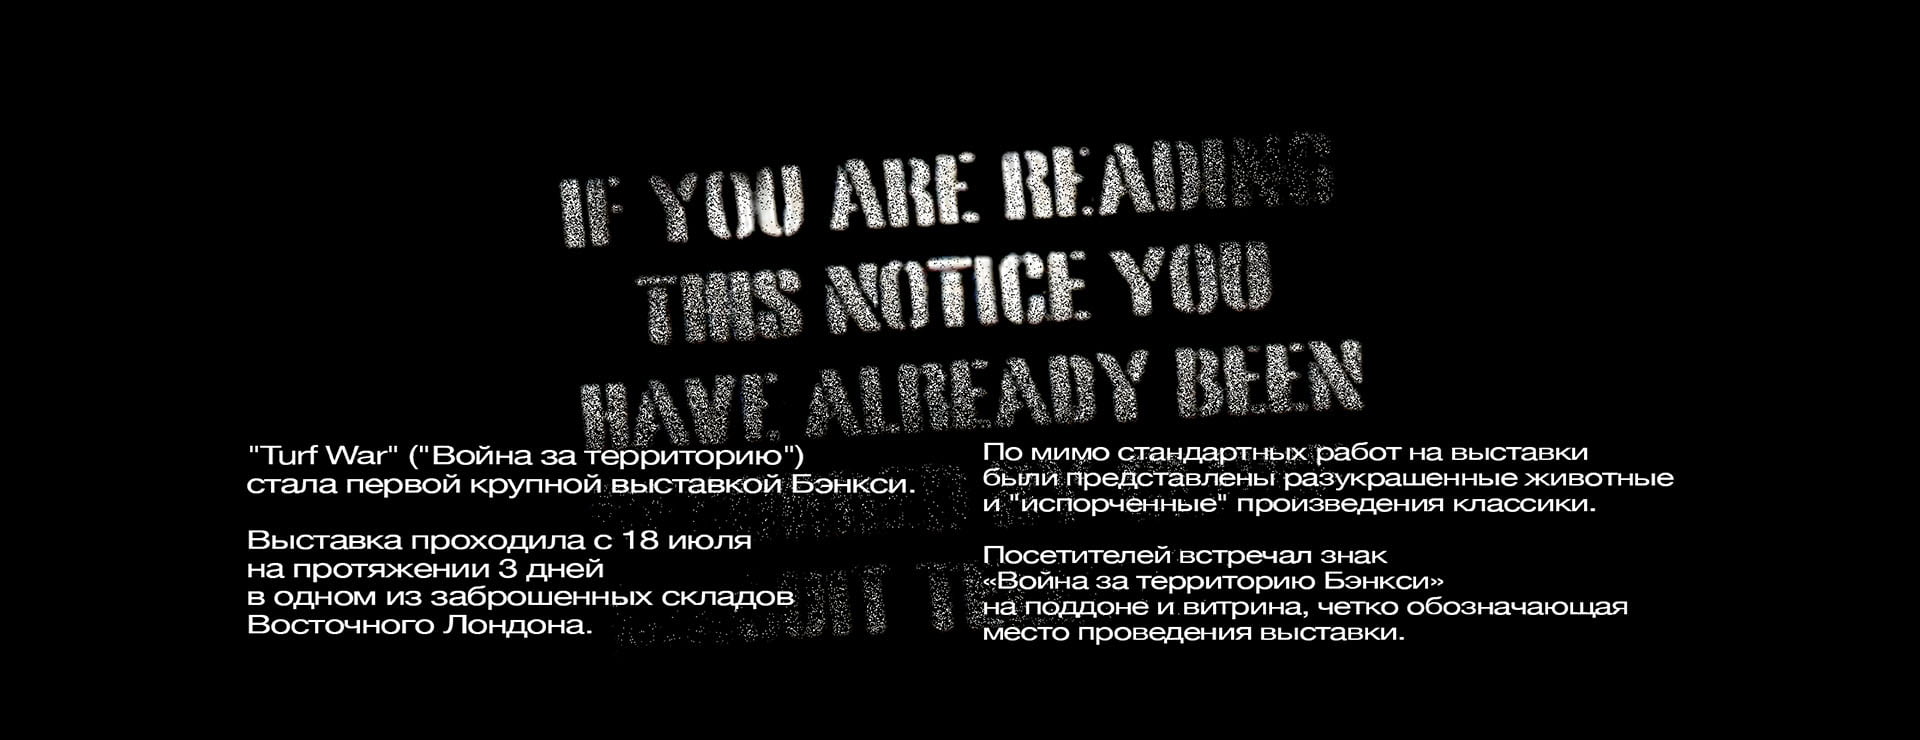 IF YOU ARE READING
THIS NOTICE YOU
HAVE ALREADY BEEN
"Turf War" ("Война за территорию")
стала первой крупной выставкой Бэнкси.
Выставка проходила с 18 июля
на протяжении 3 дней
в одном из заброшенных складов
Восточного Лондона.
По мимо стандартных работ на выставки
были представлены разукрашенные животные
и "испорченные" произведения классики.
Посетителей встречал знак
«Война за территорию Бэнкси»
на поддоне и витрина, четко обозначающая
место проведения выставки.